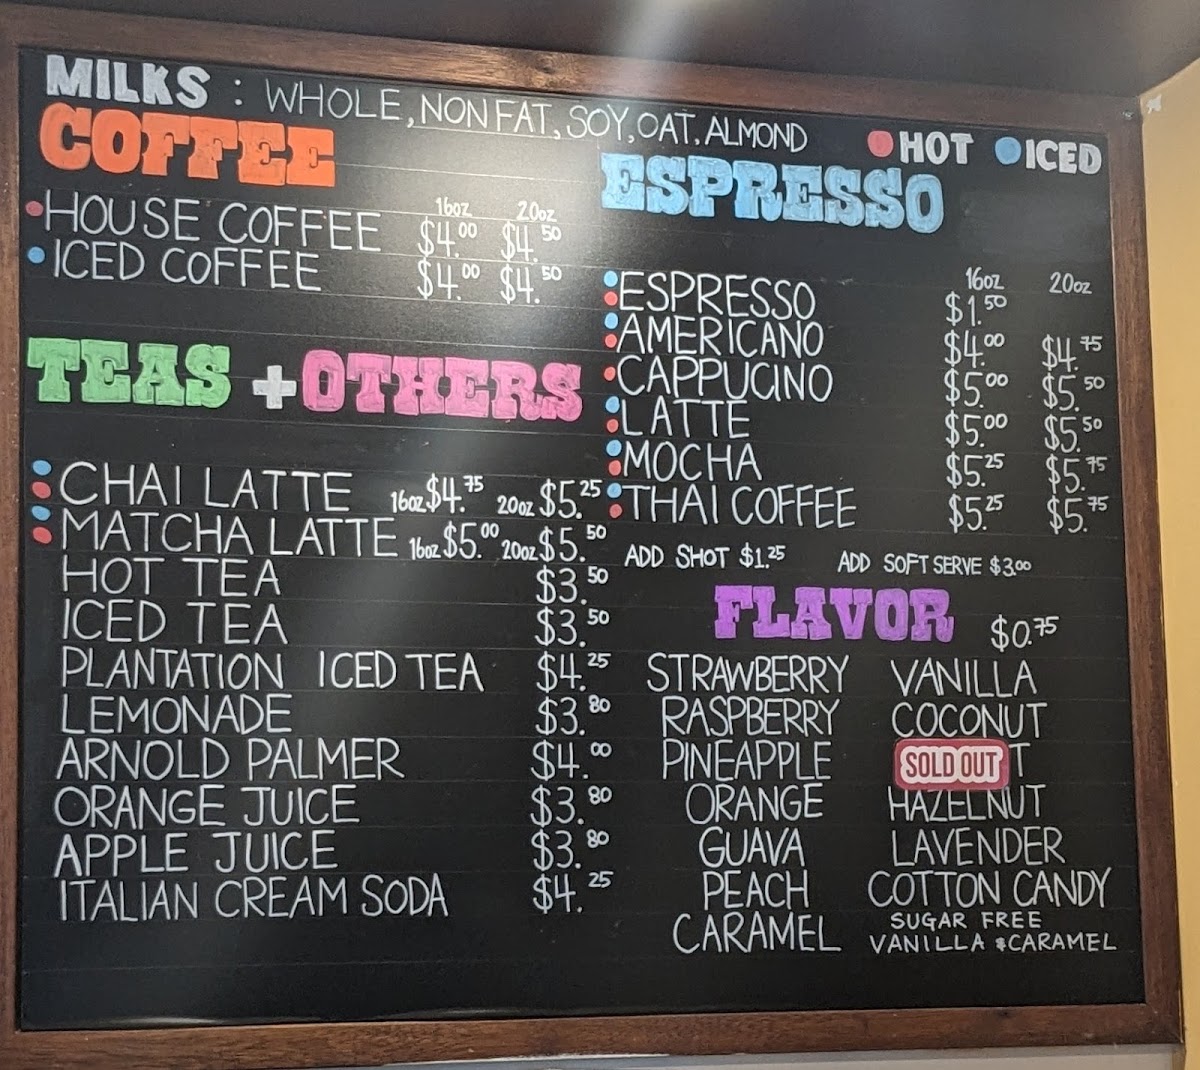 MILKS : WHOLE, NON FAT, SOY, OAT, ALMOND
HOT ICED
COFFEE
16oz 20oz
HOUSE COFFEE $4.00 $4.50
ICED COFFEE $4.00 $4.50
TEAS + OTHERS
CHAI LATTE 16oz $4.75 20oz $5.25
MATCHA LATTE 16oz $5.00 20oz $5.50
HOT TEA $3.50
ICED TEA $3.50
PLANTATION ICED TEA $4.25
LEMONADE $3.80
ARNOLD PALMER $4.00
ORANGE JUICE $3.80
APPLE JUICE $3.80
ITALIAN CREAM SODA $4.25
ESPRESSO
16oz 20oz
ESPRESSO $1.50
AMERICANO $4.00 $4.75
CAPPUCINO $5.00 $5.50
LATTE $5.00 $5.50
MOCHA $5.25 $5.75
THAI COFFEE $5.25 $5.75
ADD SHOT $1.25 ADD SOFT SERVE $3.00
FLAVOR $0.75
STRAWBERRY VANILLA
RASPBERRY COCONUT
PINEAPPLE SOLD OUT T
ORANGE HAZELNUT
GUAVA LAVENDER
PEACH COTTON CANDY
CARAMEL SUGAR FREE
VANILLA & CARAMEL